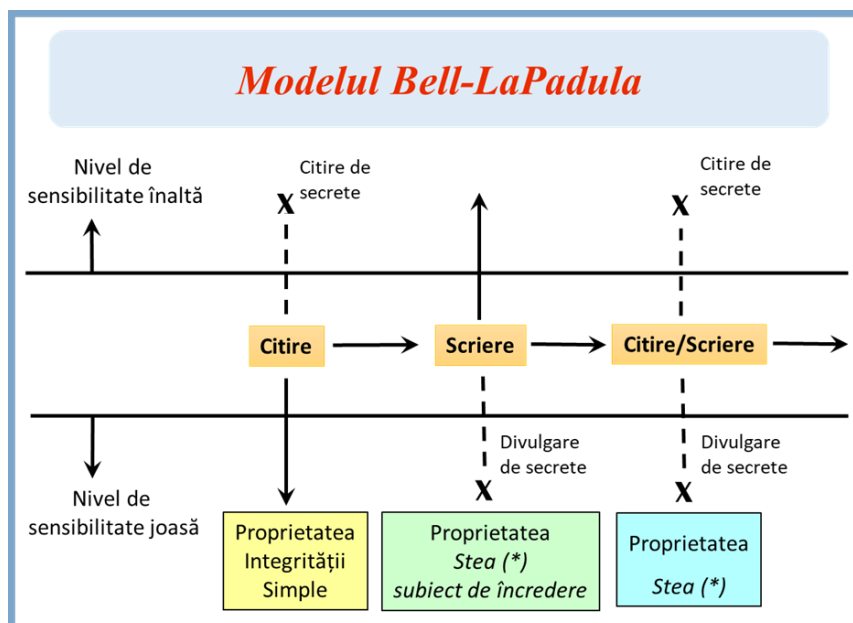 Modelul Bell-LaPadula
Nivel de
sensibilitate înaltă
X
Citire de
secrete
X
Citire de
secrete
Citire
Scriere
Citire/Scriere
Nivel de
sensibilitate joasă
Divulgare
de secrete
X
Divulgare
de secrete
X
Proprietatea
Integrității
Simple
Proprietatea
Stea (*)
subiect de încredere
Proprietatea
Stea (*)